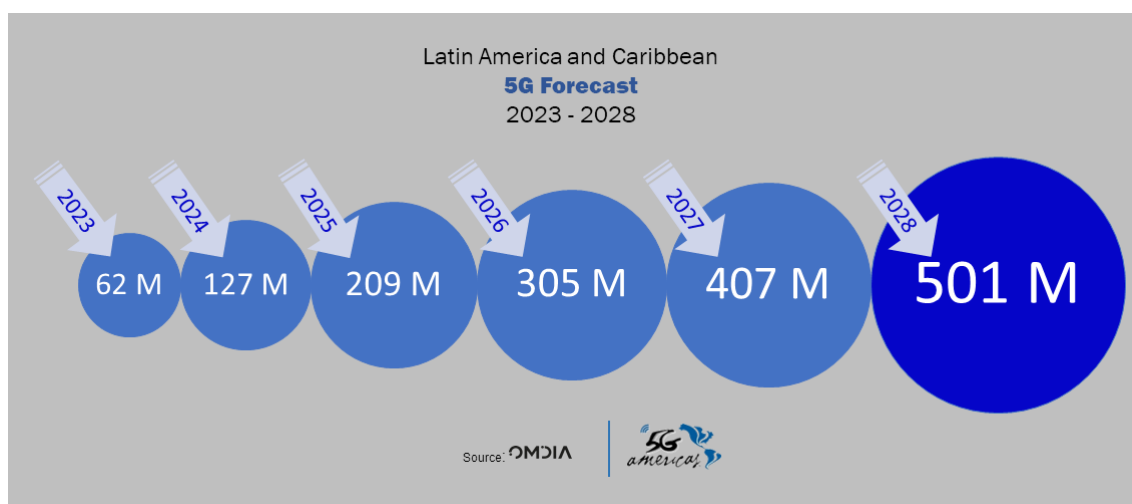 Latin America and Caribbean
5G Forecast
2023 - 2028
2023
2024
2025
2026
2027
2028
62 M
127 M
209 M
305 M
407 M
501 M
Source: OMDIA
5G
americas